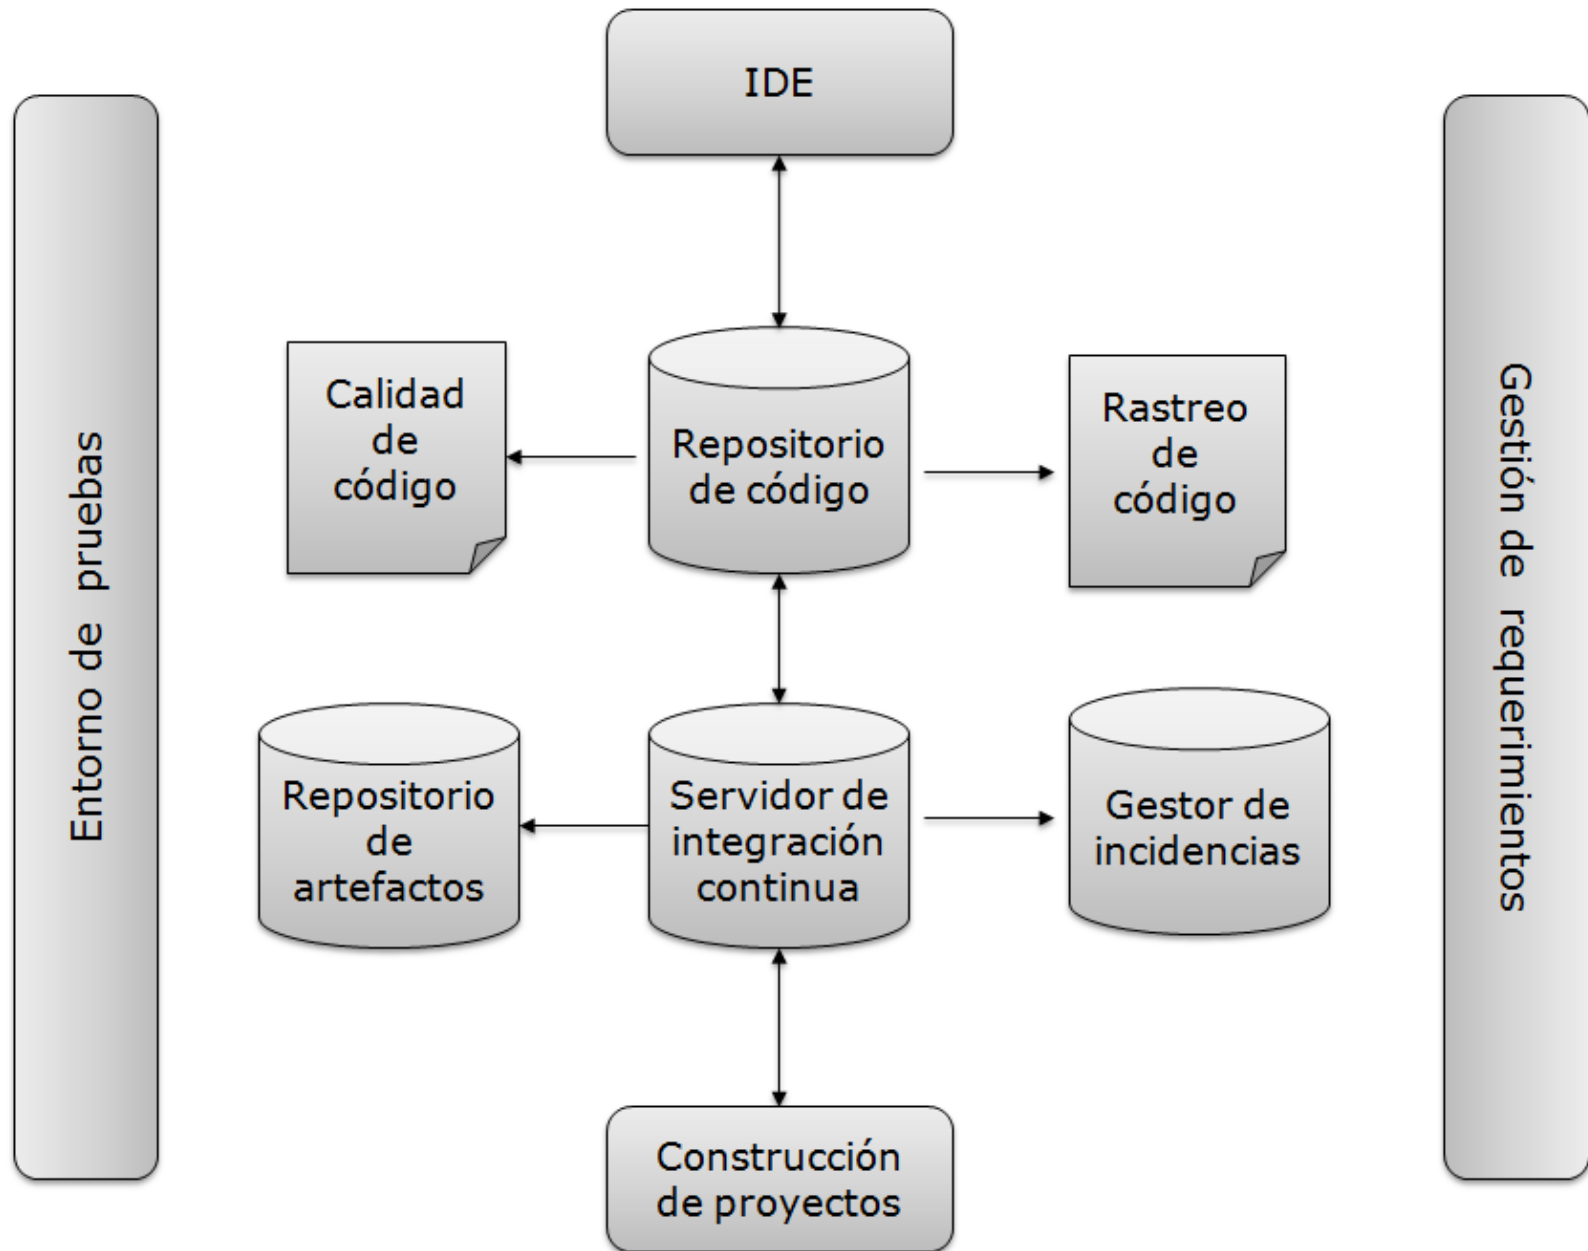 IDE
Calidad
de
código
Repositorio
de código
Rastreo
de
código
Entorno de pruebas
Gestión de requerimientos
Repositorio
de
artefactos
Servidor de
integración
continua
Gestor de
incidencias
Construcción
de proyectos